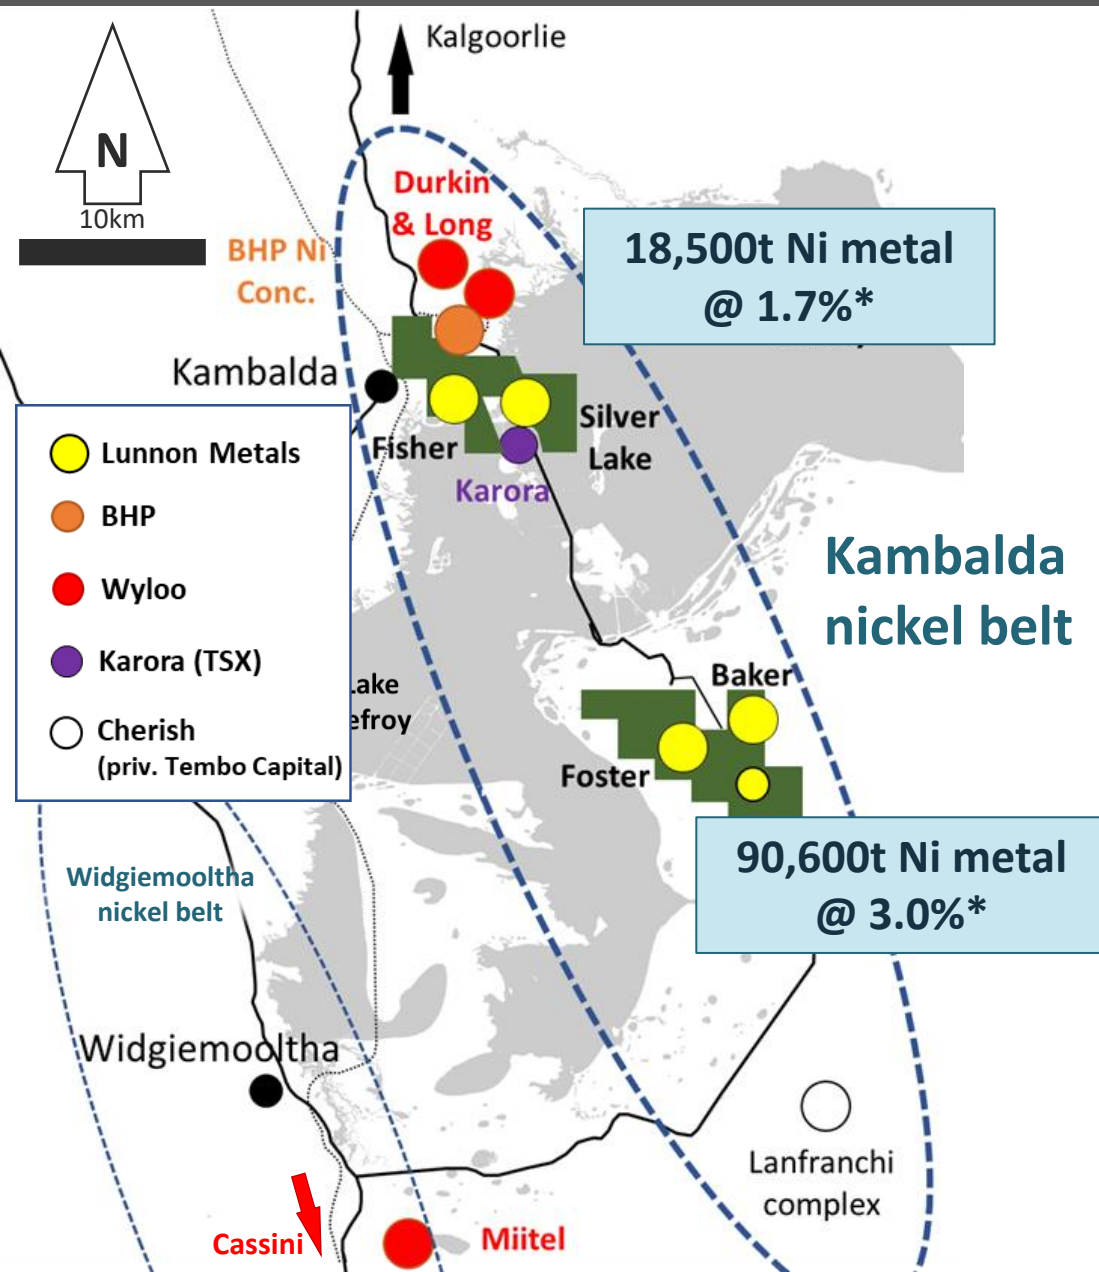 Kalgoorlie
N
10km
Durkin
& Long
BHP Ni
Conc.
18,500t Ni metal
@ 1.7%*
Kambalda
Fisher
Silver
Lake
Karora
Lunnon Metals
BHP
Wyloo
Karora (TSX)
Cherish
(priv. Tembo Capital)
Kambalda
nickel belt
Lake
efroy
Baker
Foster
90,600t Ni metal
@ 3.0%*
Widgiemooltha
nickel belt
Widgiemooltha
Lanfranchi
complex
Cassini
Miitel